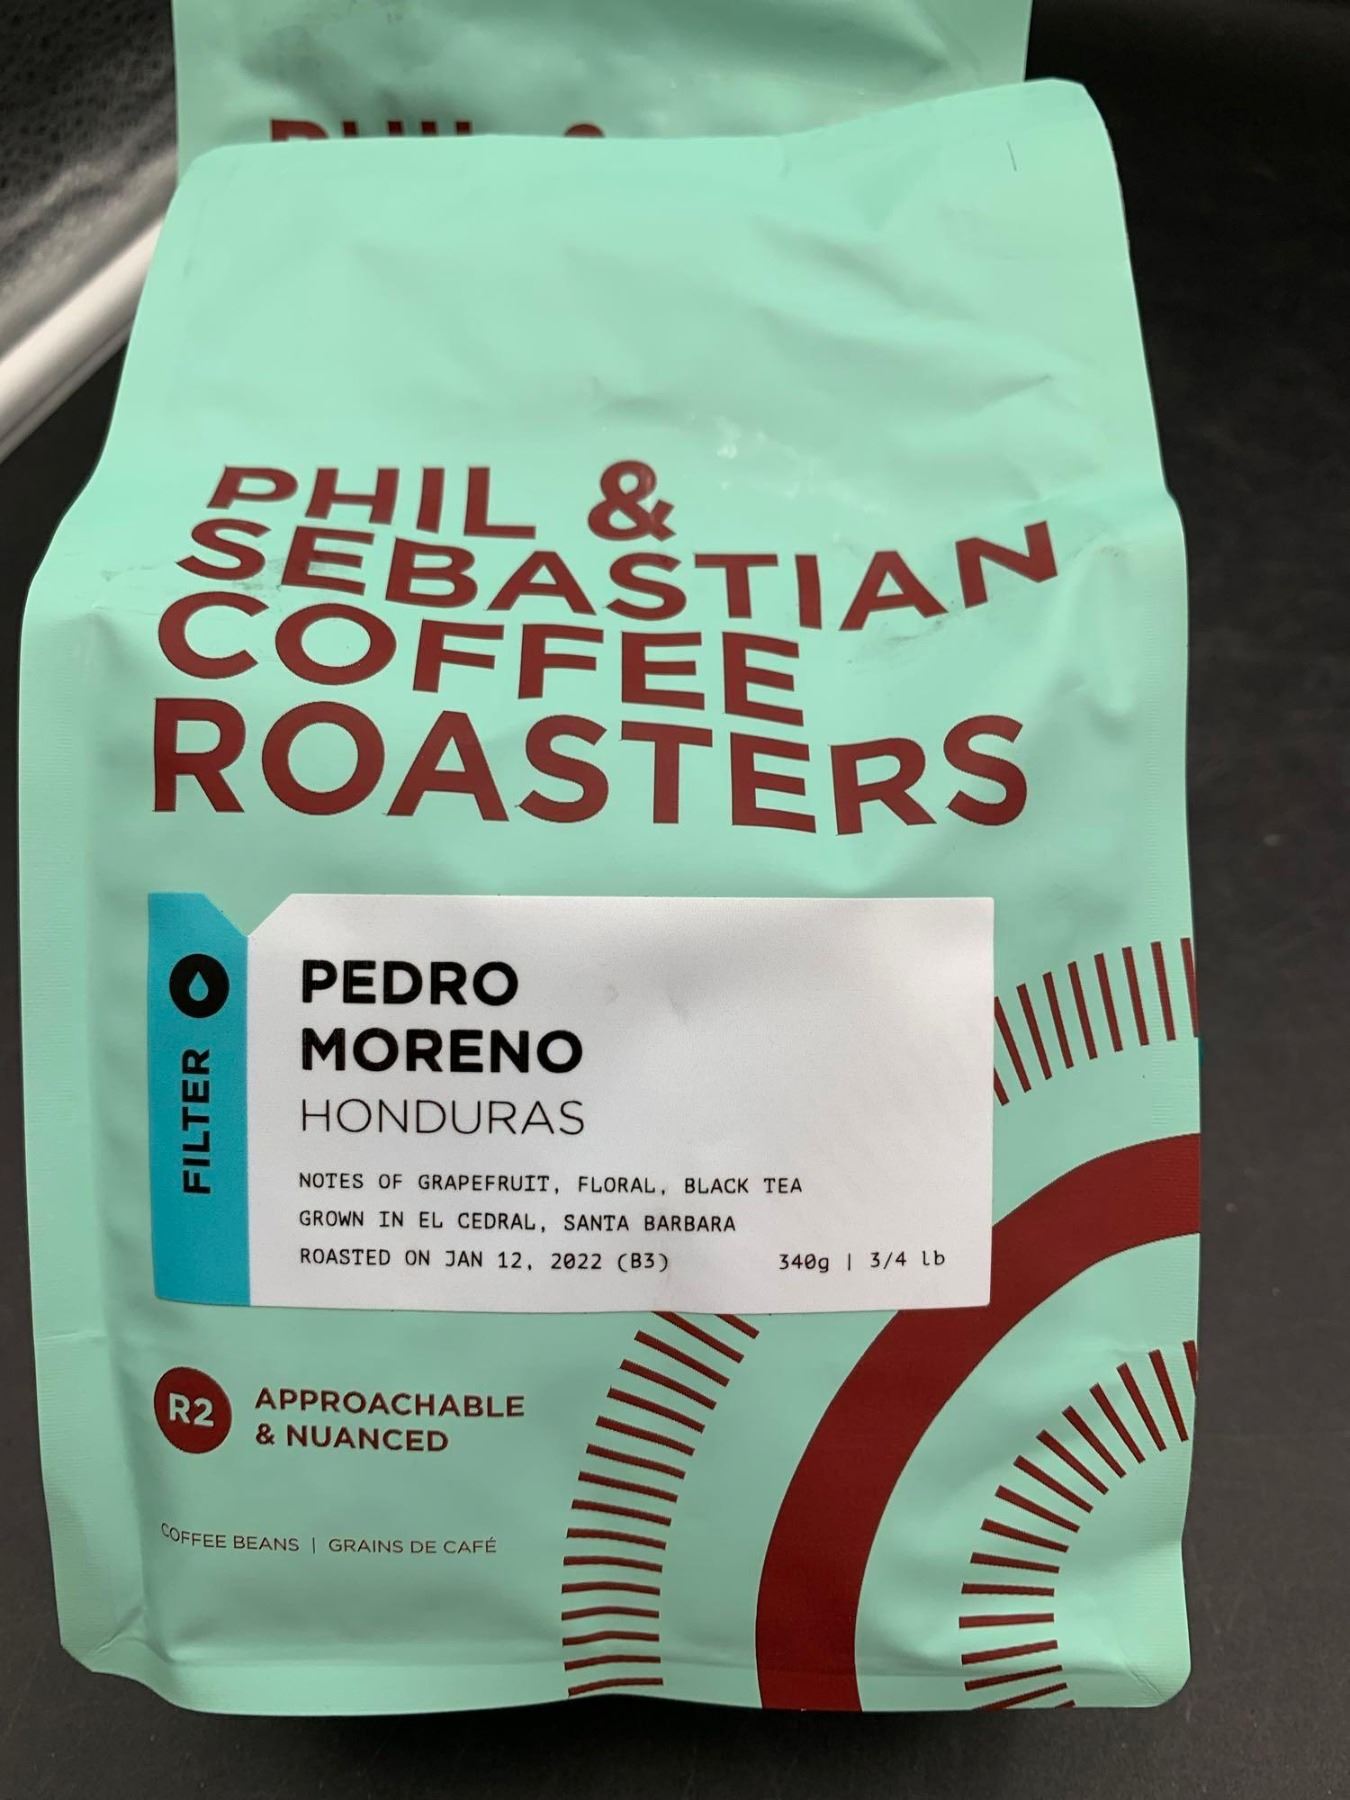 PHIL &
PHIL &
SEBASTIAN
COFFEE
ROASTERS
FILTER
PEDRO
MORENO
HONDURAS
NOTES OF GRAPEFRUIT, FLORAL, BLACK TEA
GROWN IN EL CEDRAL, SANTA BARBARA
ROASTED ON JAN 12, 2022 (B3) 340g | 3/4 lb
R2
APPROACHABLE
& NUANCED
COFFEE BEANS | GRAINS DE CAFÉ